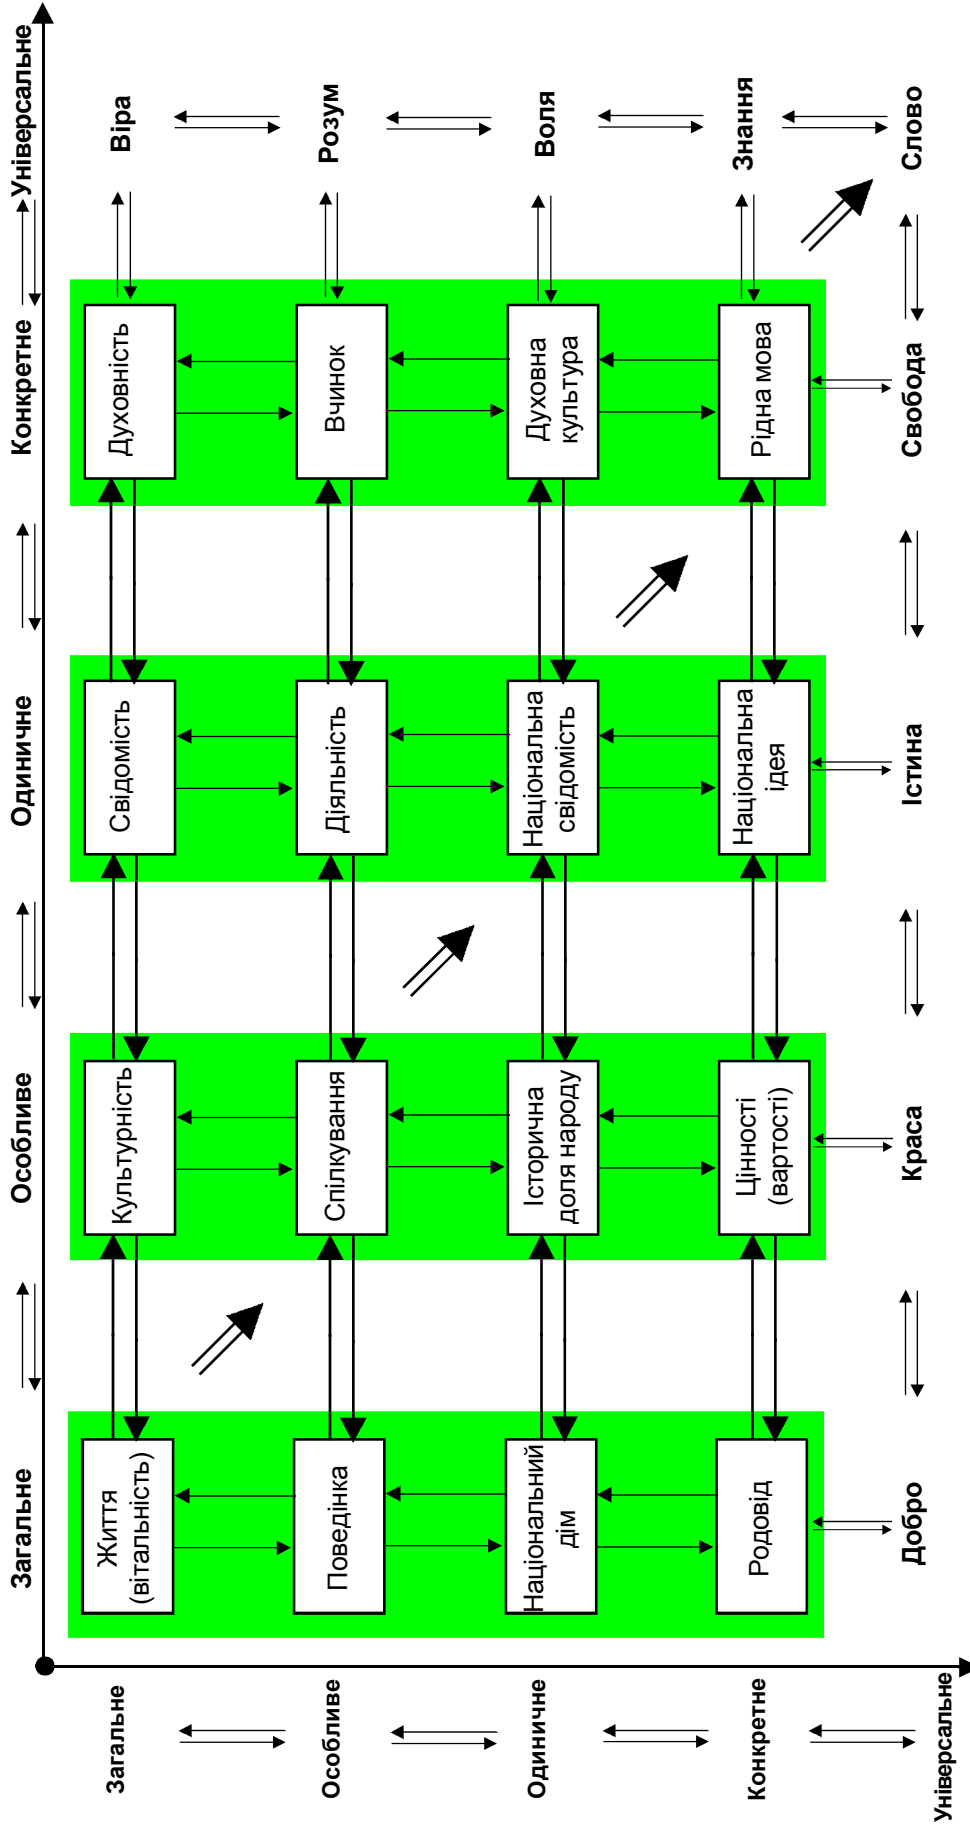 Загальне
Особливе
Одиничне
Конкретне
Універсальне
Загальне
Життя
(вітальність)
Культурність
Свідомість
Духовність
Віра
Особливе
Поведінка
Спілкування
Діяльність
Вчинок
Розум
Одиничне
Національний
дім
Історична
доля народу
Національна
свідомість
Духовна
культура
Воля
Конкретне
Родовід
Цінності
(вартості)
Національна
ідея
Рідна мова
Знання
Універсальне
Добро
Краса
Істина
Свобода
Слово